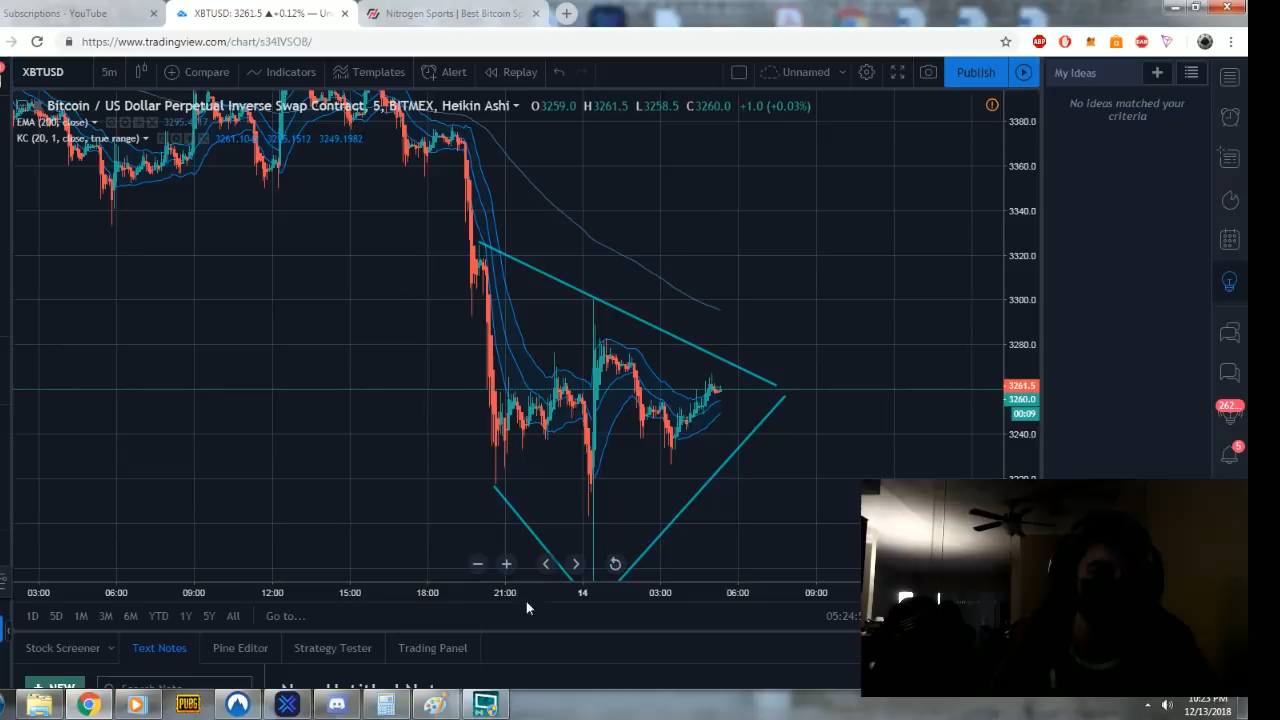 Subscriptions - YouTube × XBTUSD: 3261.5 ▲+0.12% — Un × Nitrogen Sports | Best Bitcoin Sp ×
https://www.tradingview.com/chart/s34IVSOB/
XBTUSD 5m Compare Indicators Templates Alert Replay Unnamed Publish My Ideas
Bitcoin / US Dollar Perpetual Inverse Swap Contract, 5, BITMEX, Heikin Ashi O3259.0 H3261.5 L3258.5 C3260.0 +1.0 (+0.03%)
EMA (200, close)
KC (20, 1, close, true range) 3249.1982
No ideas matched your
criteria
3380.0
3360.0
3340.0
3320.0
3300.0
3280.0
3261.5
3260.0
00:09
3240.0
262...
5
03:00 06:00 09:00 12:00 15:00 18:00 21:00 14 03:00 06:00 09:00
1D 5D 1M 3M 6M YTD 1Y 5Y All Go to... 05:24:5
Stock Screener Text Notes Pine Editor Strategy Tester Trading Panel
+ NEW
PUBG
10:23 PM
12/13/2018